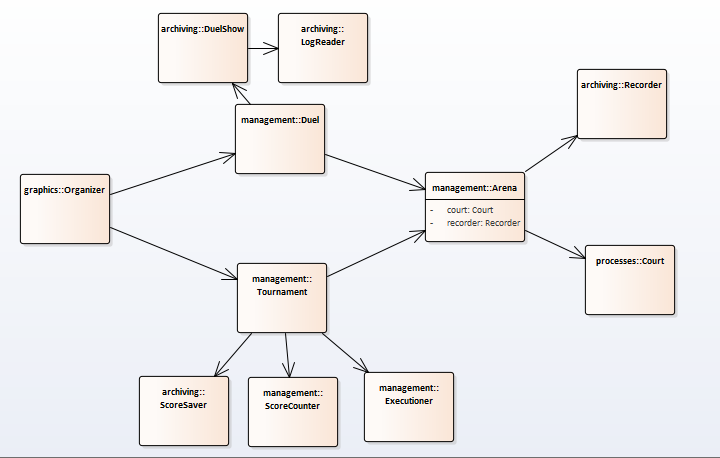 archiving::DuelShow
archiving::
LogReader
archiving::Recorder
management::Duel
graphics::Organizer
management::Arena
- court: Court
- recorder: Recorder
processes::Court
management::
Tournament
archiving::
ScoreSaver
management::
ScoreCounter
management::
Executioner